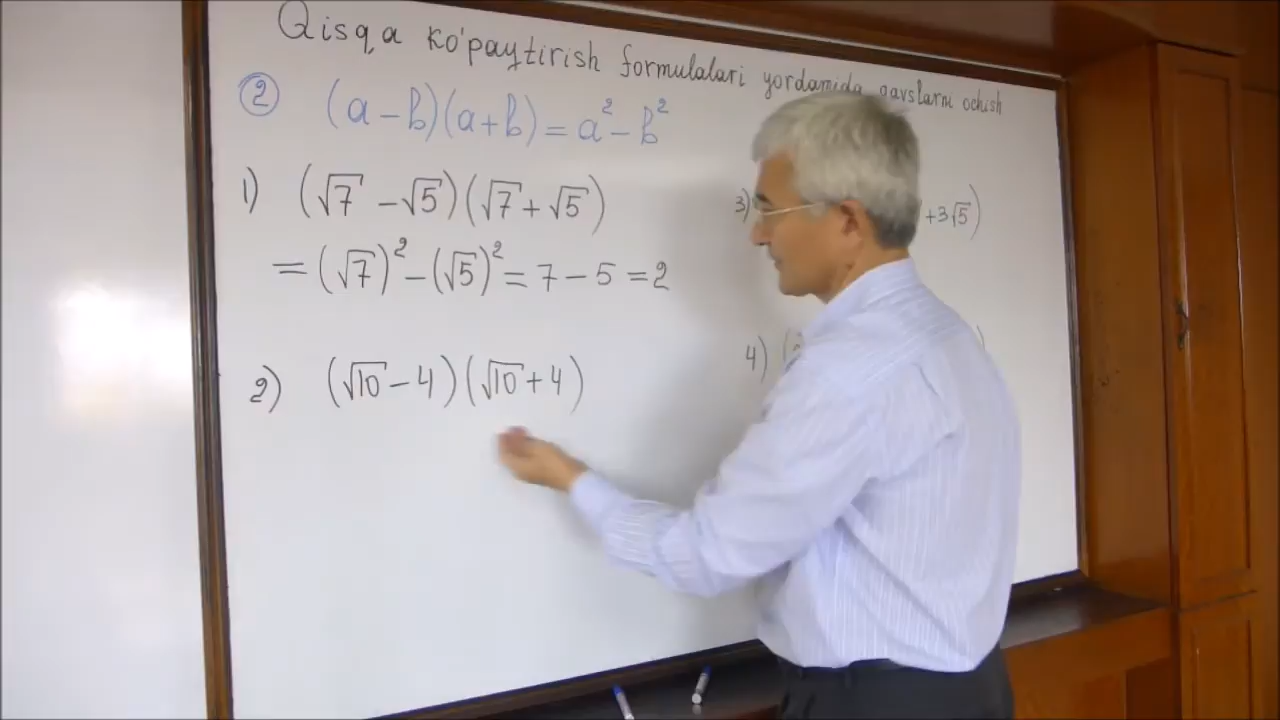 Qisqa ko'paytirish formulalari yordamida qavslarni ochish
2 (a-b)(a+b)=a²-b²
1) (√7-√5)(√7+√5)
=(√7)²-(√5)²=7-5=2
2) (√10-4)(√10+4)
3) +3√5)
4) (